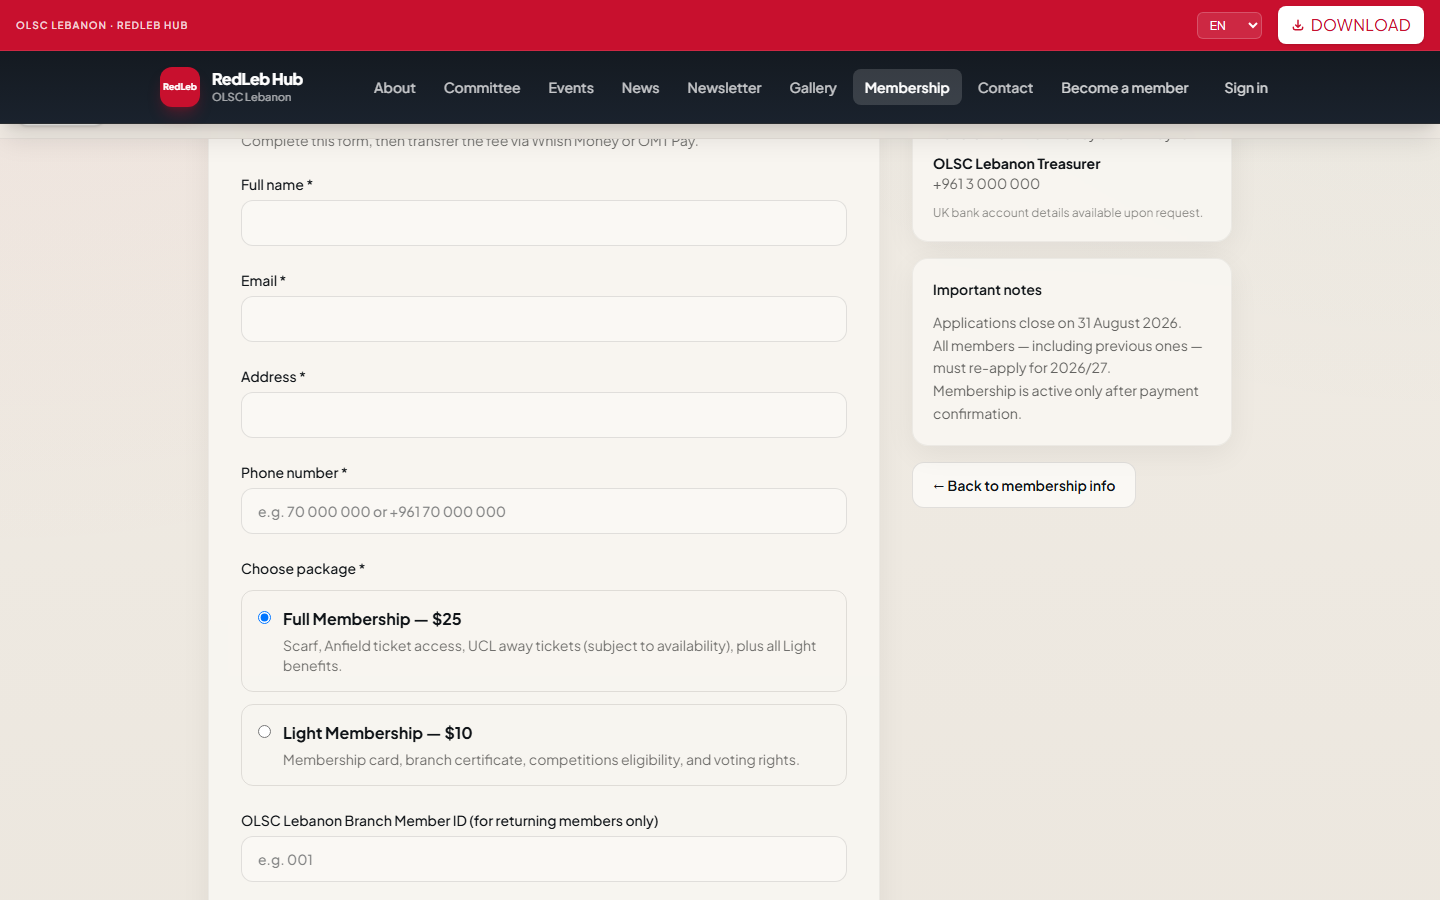 OLSC LEBANON · REDLEB HUB
EN
DOWNLOAD
RedLeb
RedLeb Hub
OLSC Lebanon
About
Committee
Events
News
Newsletter
Gallery
Membership
Contact
Become a member
Sign in
Complete this form, then transfer the fee via Whish Money or OMT Pay.
Full name *
Email *
Address *
Phone number *
e.g. 70 000 000 or +961 70 000 000
Choose package *
Full Membership — $25
Scarf, Anfield ticket access, UCL away tickets (subject to availability), plus all Light
benefits.
Light Membership — $10
Membership card, branch certificate, competitions eligibility, and voting rights.
OLSC Lebanon Branch Member ID (for returning members only)
e.g. 001
OLSC Lebanon Treasurer
+961 3 000 000
UK bank account details available upon request.
Important notes
Applications close on 31 August 2026.
All members — including previous ones —
must re-apply for 2026/27.
Membership is active only after payment
confirmation.
← Back to membership info